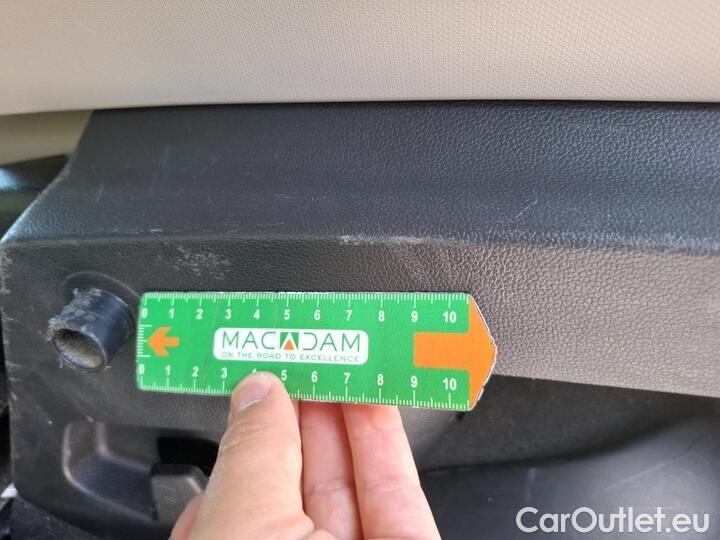 0 1 2 3 4 5 6 7 8 9 10
MACADAM
ON THE ROAD TO EXCELLENCE
0 1 2 3 4 5 6 7 8 9 10
CarOutlet.eu